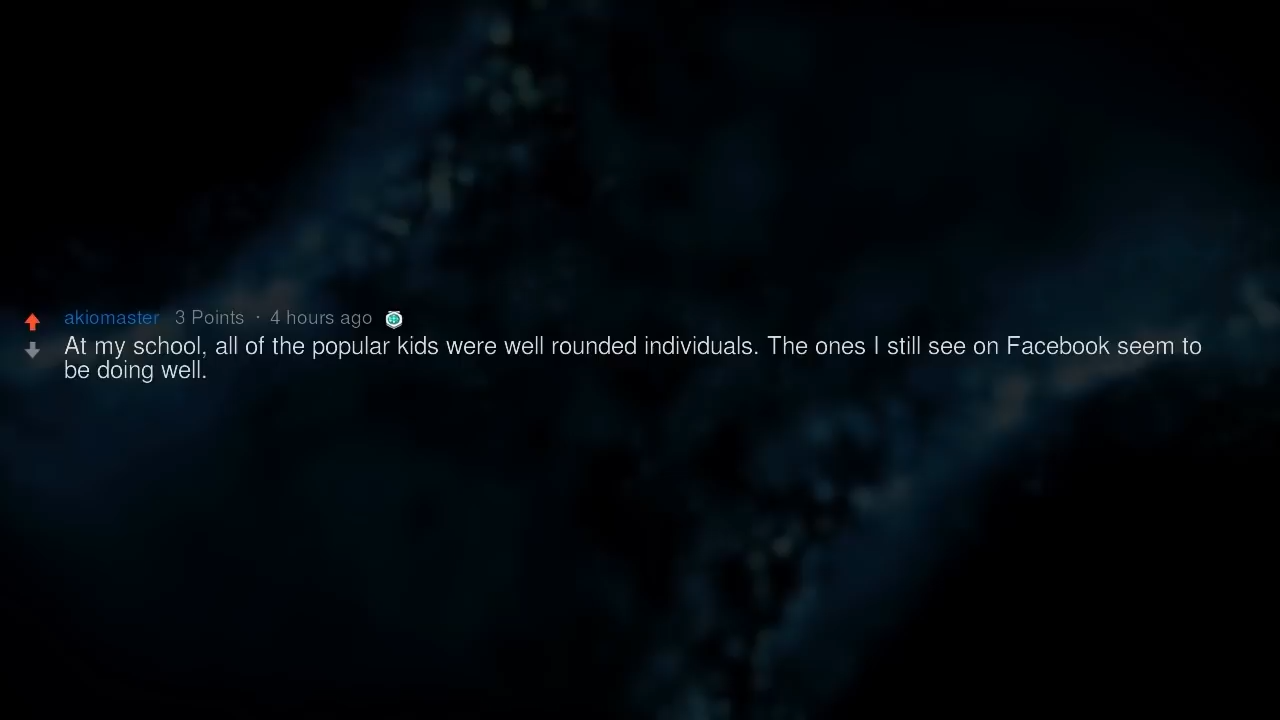 akiomaster 3 Points · 4 hours ago
At my school, all of the popular kids were well rounded individuals. The ones I still see on Facebook seem to
be doing well.